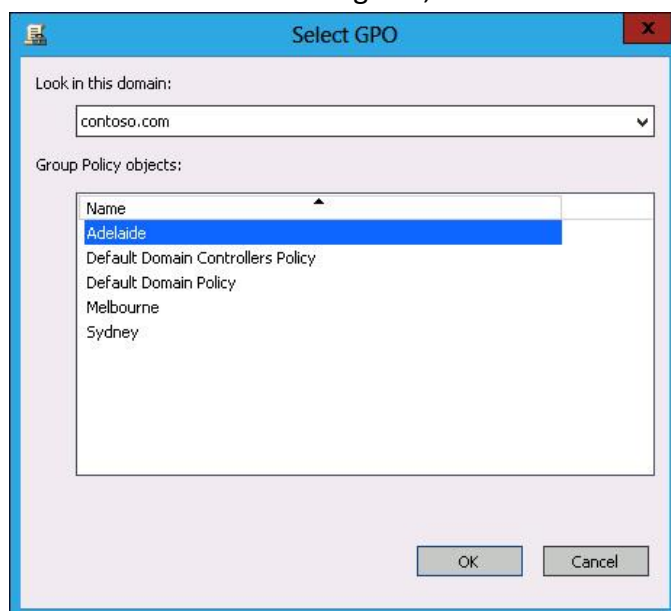 Select GPO
x
Look in this domain:
contoso.com
Group Policy objects:
Name
Adelaide
Default Domain Controllers Policy
Default Domain Policy
Melbourne
Sydney
OK Cancel